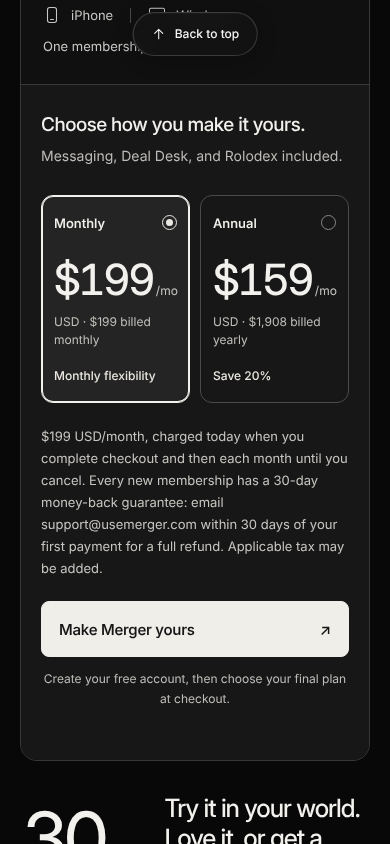 iPhone
Back to top
One membership
Choose how you make it yours.
Messaging, Deal Desk, and Rolodex included.
Monthly
$199/mo
USD · $199 billed
monthly
Monthly flexibility
Annual
$159/mo
USD · $1,908 billed
yearly
Save 20%
$199 USD/month, charged today when you
complete checkout and then each month until you
cancel. Every new membership has a 30-day
money-back guarantee: email
support@usemerger.com within 30 days of your
first payment for a full refund. Applicable tax may
be added.
Make Merger yours
Create your free account, then choose your final plan
at checkout.
30
Try it in your world.
Love it, or get a